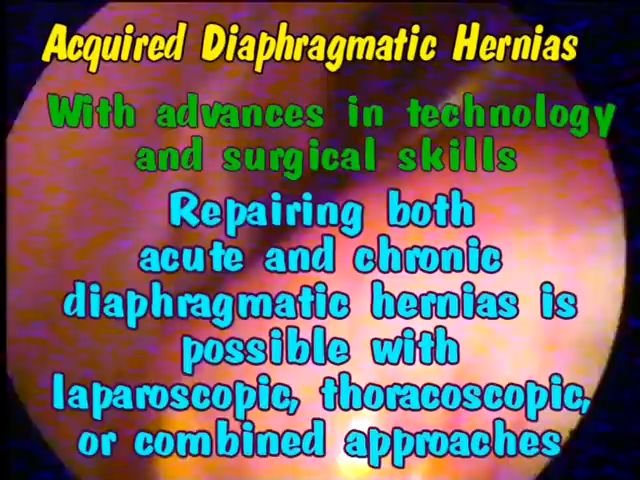 Acquired Diaphragmatic Hernias
With advances in technology
and surgical skills
Repairing both
acute and chronic
diaphragmatic hernias is
possible with
laparoscopic, thoracoscopic,
or combined approaches